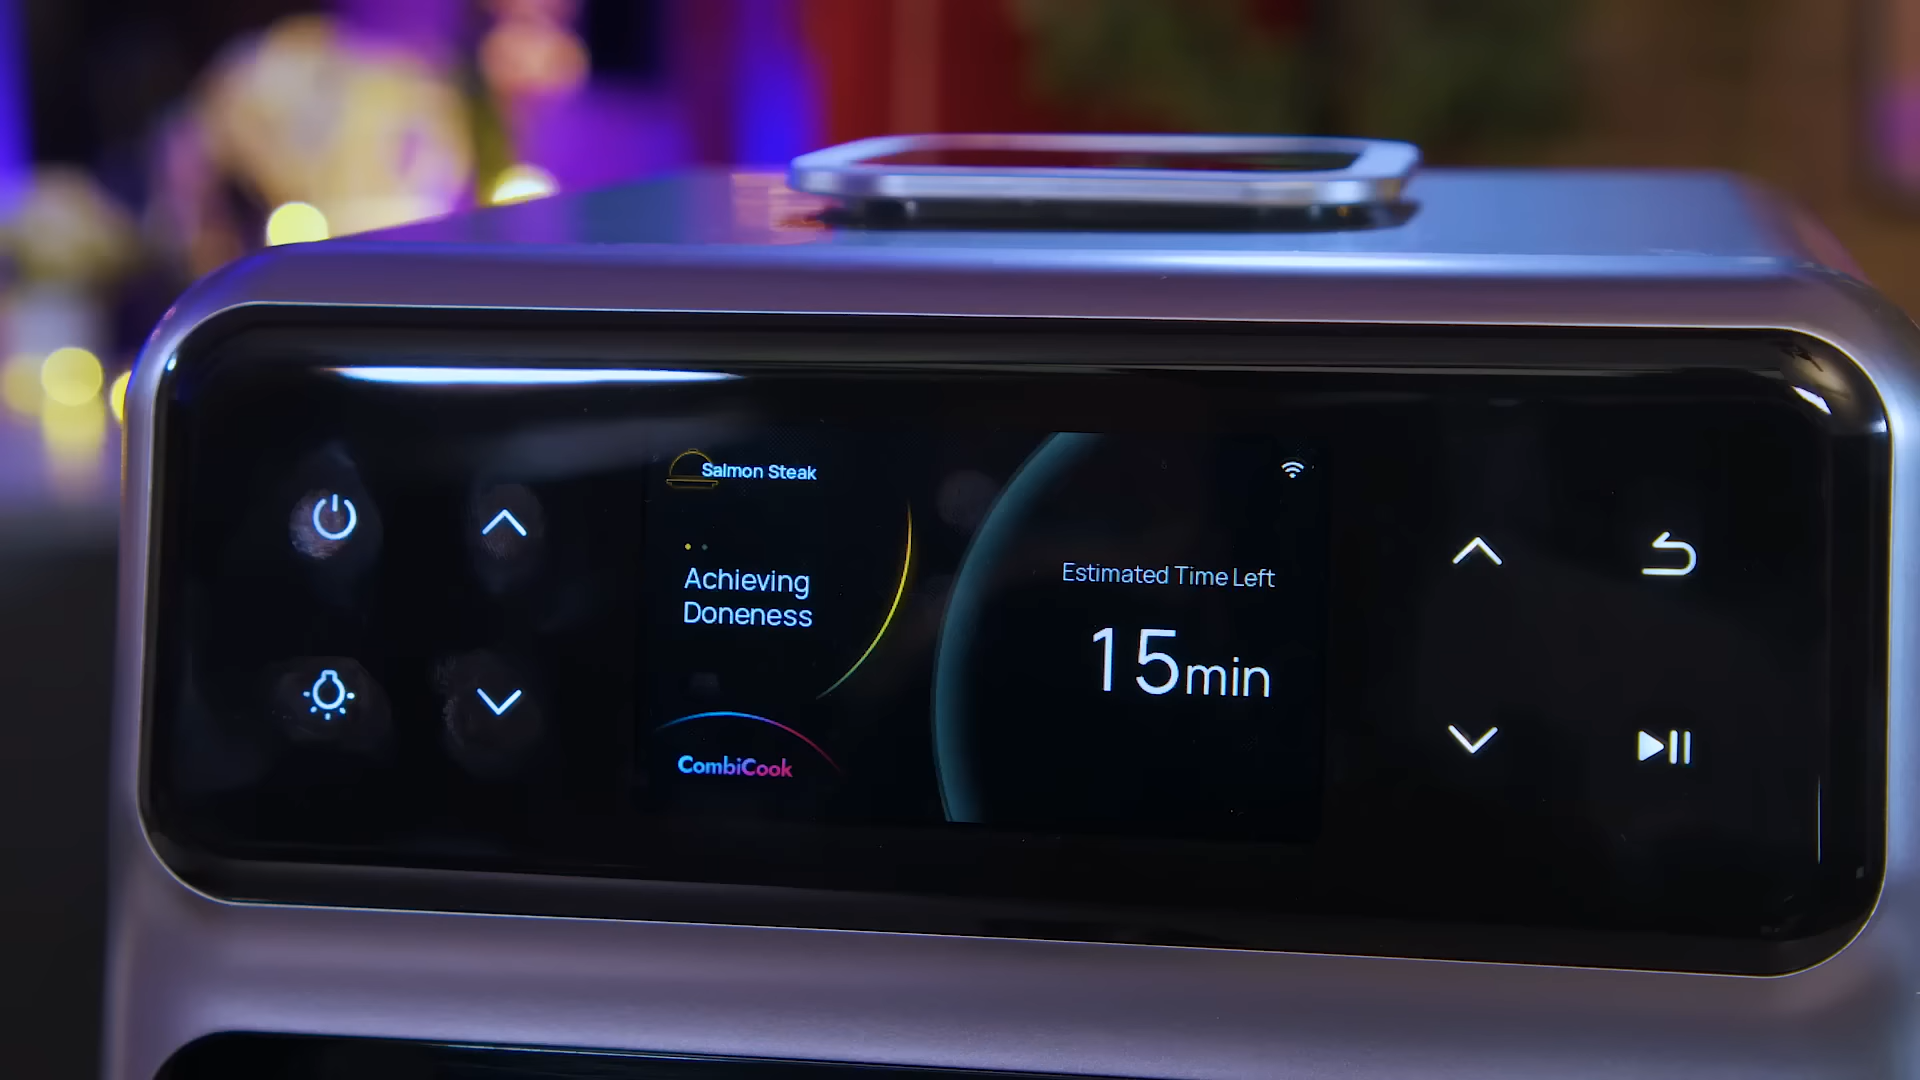 Salmon Steak
Achieving
Doneness
CombiCook
Estimated Time Left
15min